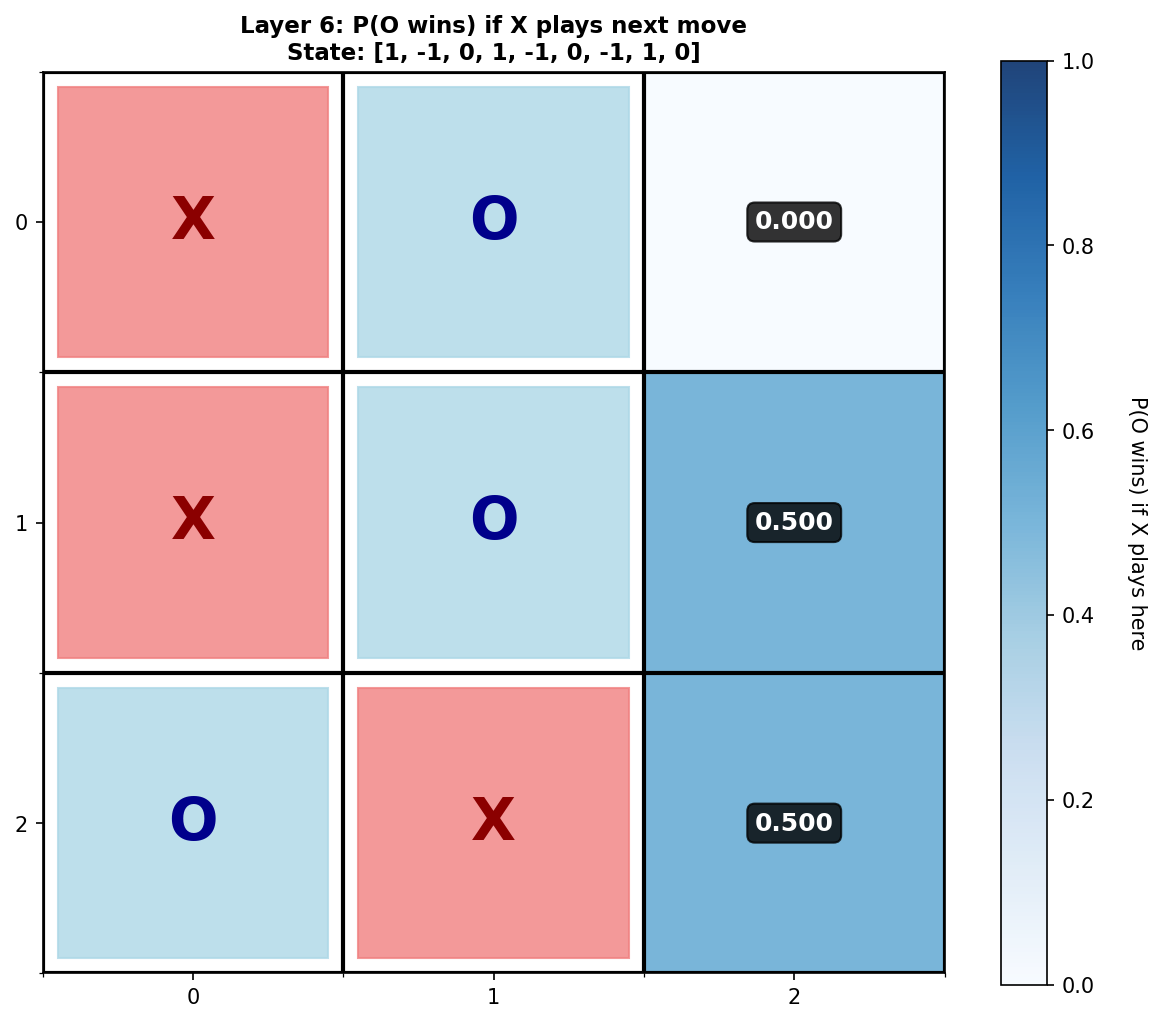 Layer 6: P(O wins) if X plays next move
State: [1, -1, 0, 1, -1, 0, -1, 1, 0]
0
X
O
0.000
1
X
O
0.500
2
O
X
0.500
0
1
2
1.0
0.8
0.6
0.4
0.2
0.0
P(O wins) if X plays here